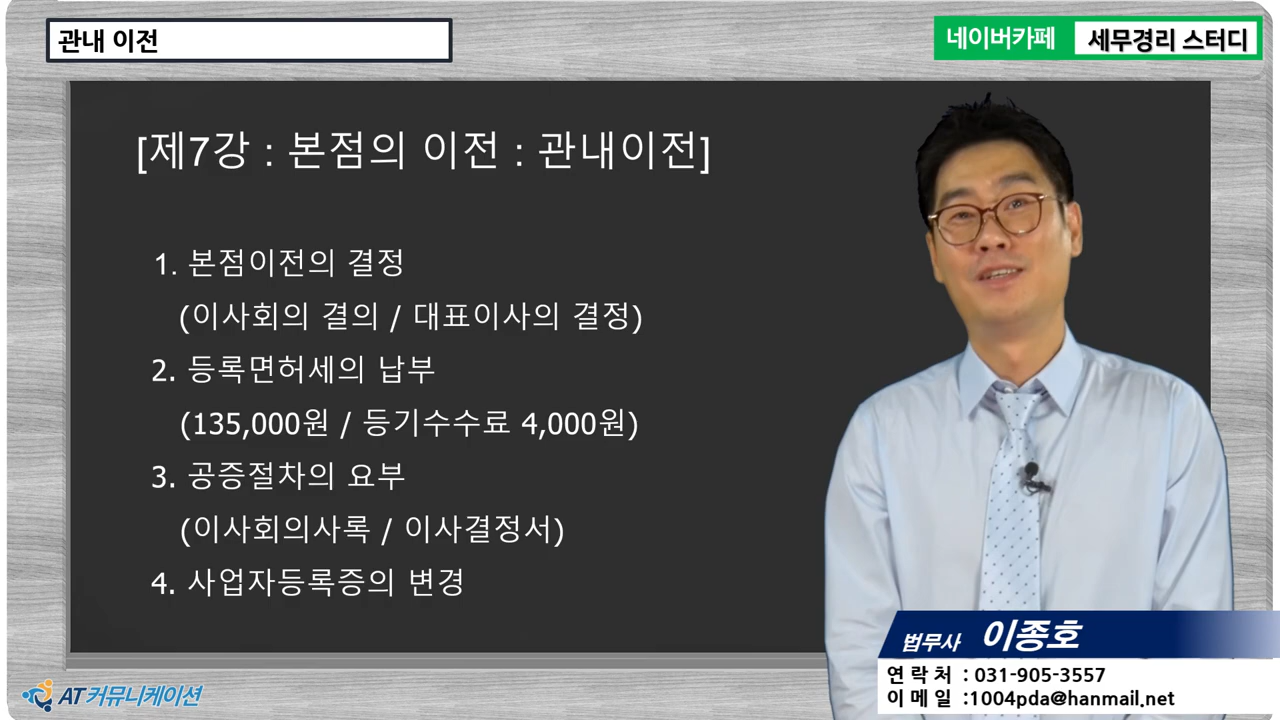 관내 이전
네이버카페 세무경리 스터디
[제7강 : 본점의 이전 : 관내이전]
1. 본점이전의 결정
(이사회의 결의 / 대표이사의 결정)
2. 등록면허세의 납부
(135,000원 / 등기수수료 4,000원)
3. 공증절차의 요부
(이사회의사록 / 이사결정서)
4. 사업자등록증의 변경
법무사 이종호
연 락 처 : 031-905-3557
이 메 일 :1004pda@hanmail.net
AT커뮤니케이션